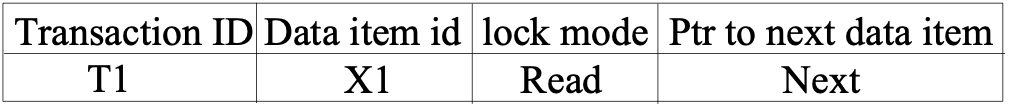 Transaction ID Data item id lock mode Ptr to next data item
T1 X1 Read Next